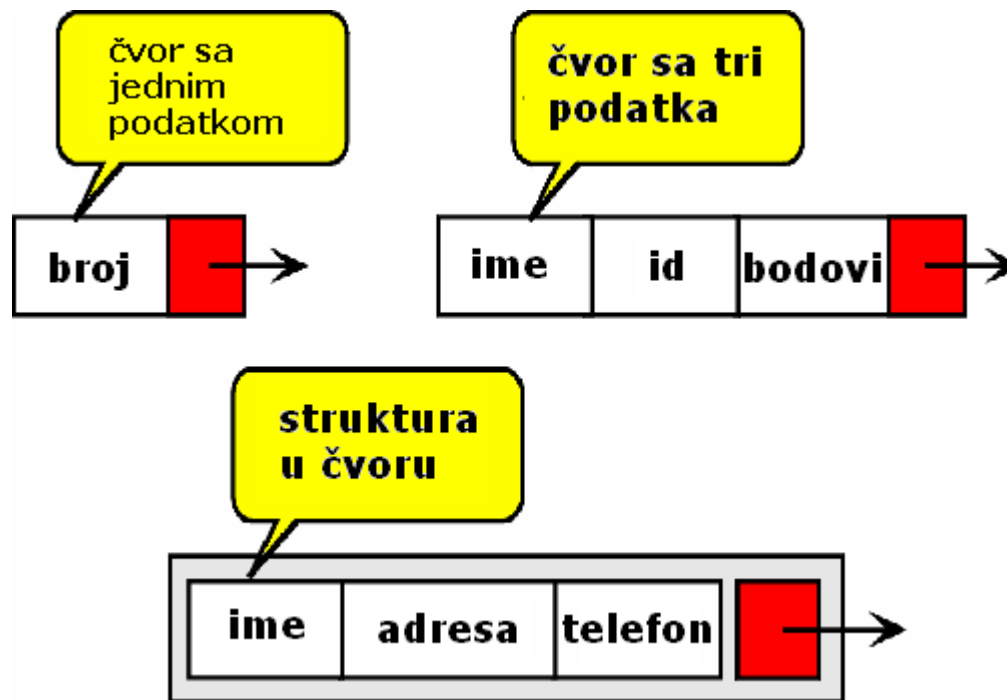 čvor sa
jednim
podatkom
čvor sa tri
podatka
broj
ime id bodovi
struktura
u čvoru
ime adresa telefon